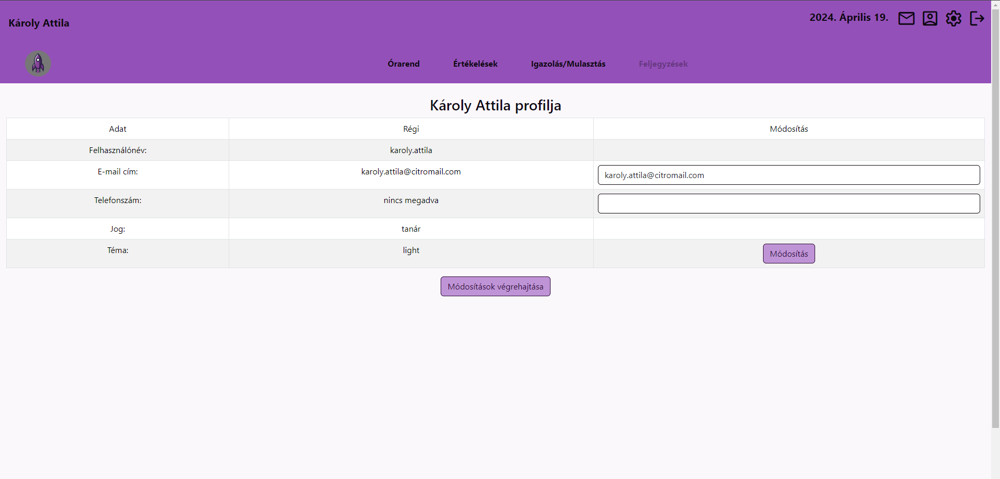 Károly Attila
2024. Április 19.
Órarend Értékelések Igazolás/Mulasztás Feljegyzések
Károly Attila profilja
Adat Régi Módosítás
Felhasználónév: karoly.attila
E-mail cím: karoly.attila@citromail.com karoly.attila@citromail.com
Telefonszám: nincs megadva
Jog: tanár
Téma: light Módosítás
Módosítások végrehajtása